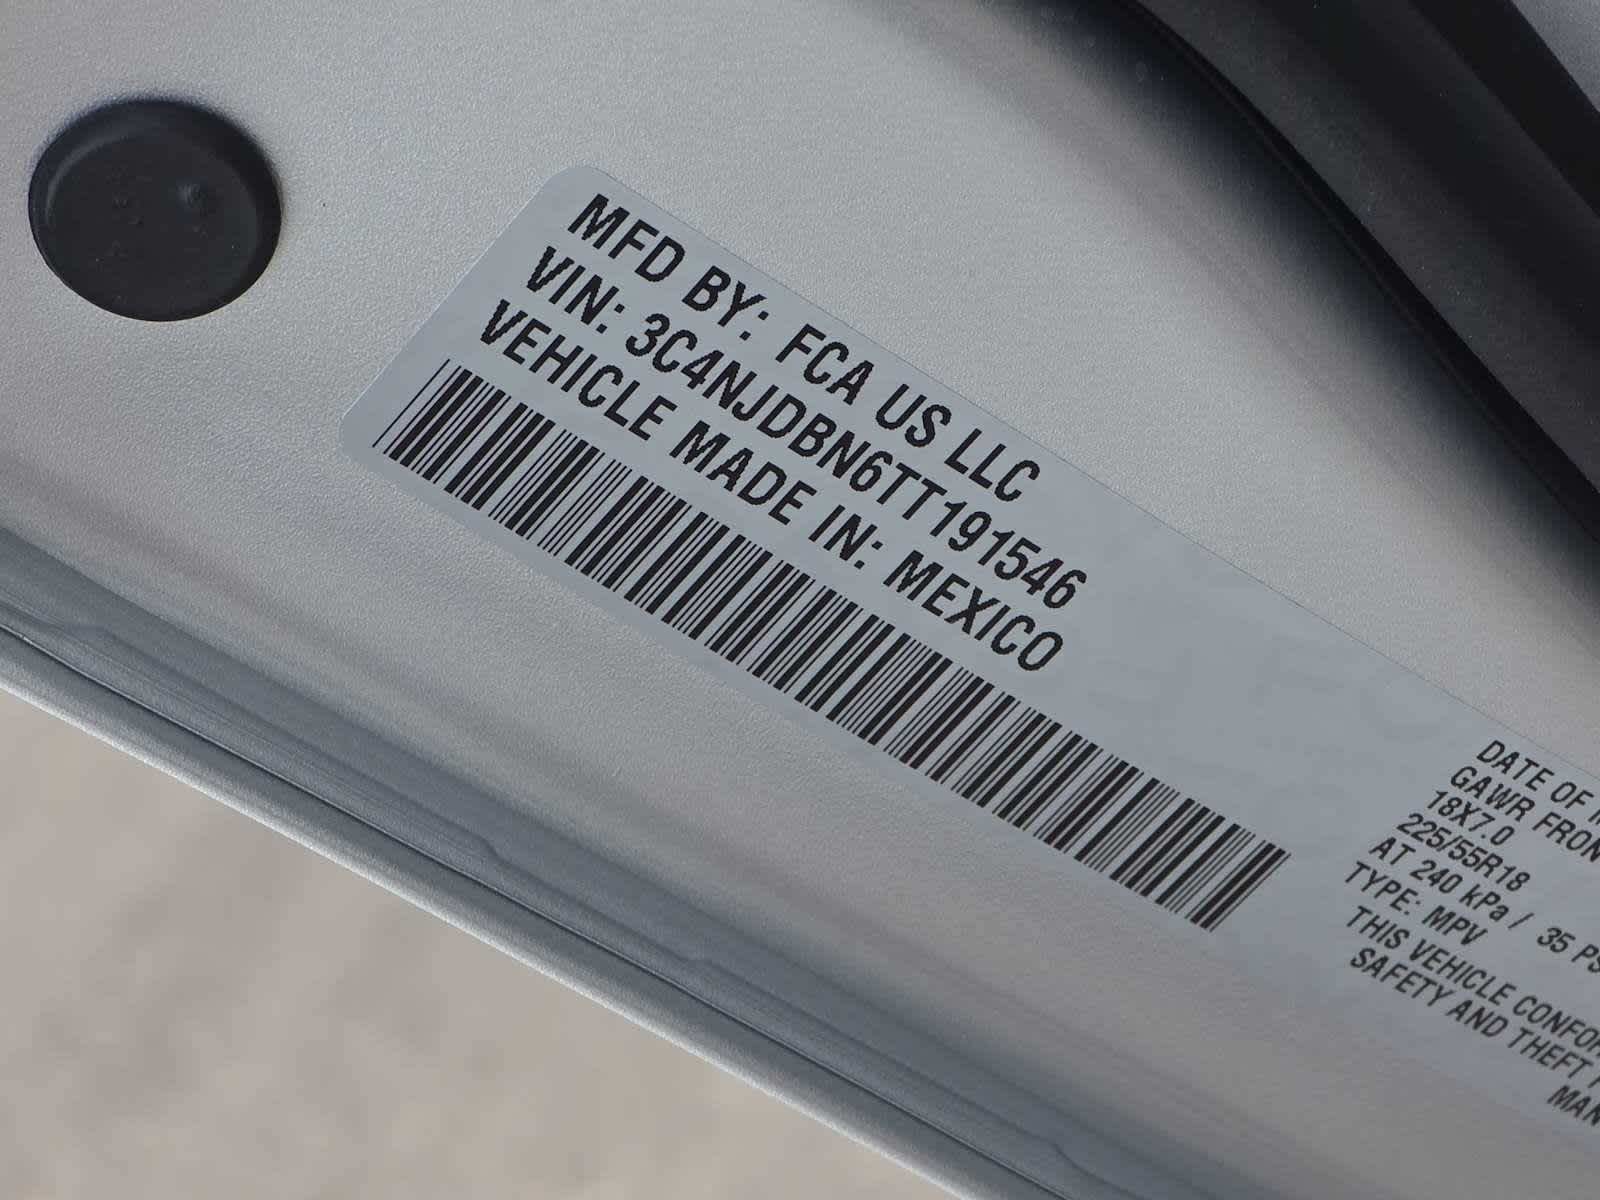 MFD BY: FCA US LLC
VIN: 3C4NJDBN6TT191546
VEHICLE MADE IN: MEXICO
DATE OF
GAWR FRON
18X7.0
225/55R18
AT 240 kPa / 35 PS
TYPE: MPV
THIS VEHICLE CONFOR
SAFETY AND THEFT
MAN